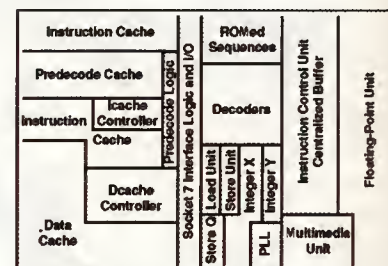 Instruction Cache
Predecode Cache
Instruction
Icache
Controller
Cache
Predecode Logic
Dcache
Controller
Data
Cache
Socket 7 Interface Logic and I/O
ROMed
Sequences
Decoders
Store Q
Load Unit
Store Unit
Integer X
Integer Y
PLL
Instruction Control Unit
Centralized Buffer
Multimedia
Unit
Floating-Point Unit